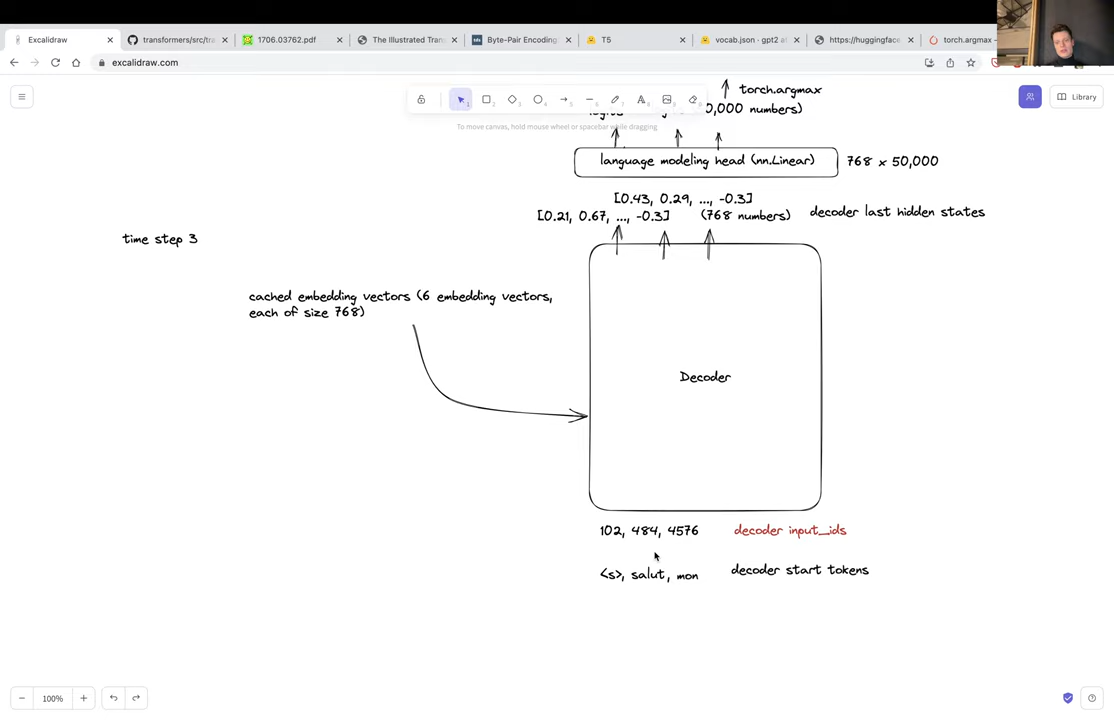 Excalidraw
transformers/src/tra
1706.03762.pdf
The Illustrated Tran
Byte-Pair Encoding
T5
vocab.json · gpt2 at
https://huggingface
torch.argmax —
excalidraw.com
Library
To move canvas, hold mouse wheel or spacebar while dragging
torch.argmax
0,000 numbers)
language modeling head (nn.Linear)
768 x 50,000
[0.43, 0.29, ..., -0.3]
[0.21, 0.67, ..., -0.3]
(768 numbers)
decoder last hidden states
time step 3
cached embedding vectors (6 embedding vectors,
each of size 768)
Decoder
102, 484, 4576
decoder input_ids
<s>, salut, mon
decoder start tokens
100%